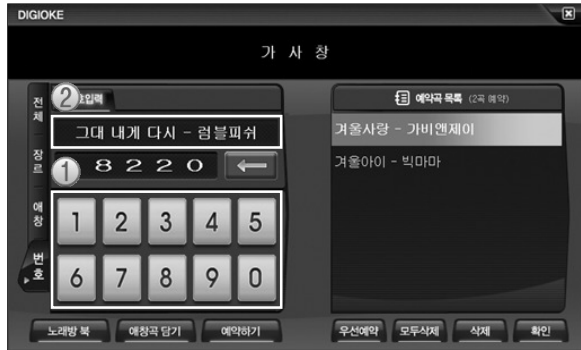 DIGIOKE
가 사 창
전체
장르
애창
번호
② 호입력
그대 내게 다시 - 럼블피쉬
① 8 2 2 0
1 2 3 4 5
6 7 8 9 0
노래방 북 애창곡 담기 예약하기
예약곡 목록 (2곡 예약)
겨울사랑 - 가비앤제이
겨울아이 - 빅마마
우선예약 모두삭제 삭제 확인